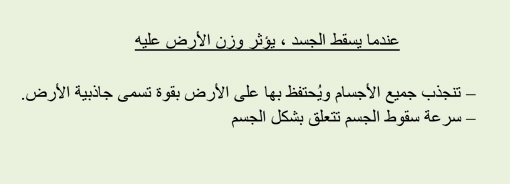 عندما يسقط الجسد ، يؤثر وزن الأرض عليه
– تنجذب جميع الأجسام ويُحتفظ بها على الأرض بقوة تسمى جاذبية الأرض.
– سرعة سقوط الجسم تتعلق بشكل الجسم